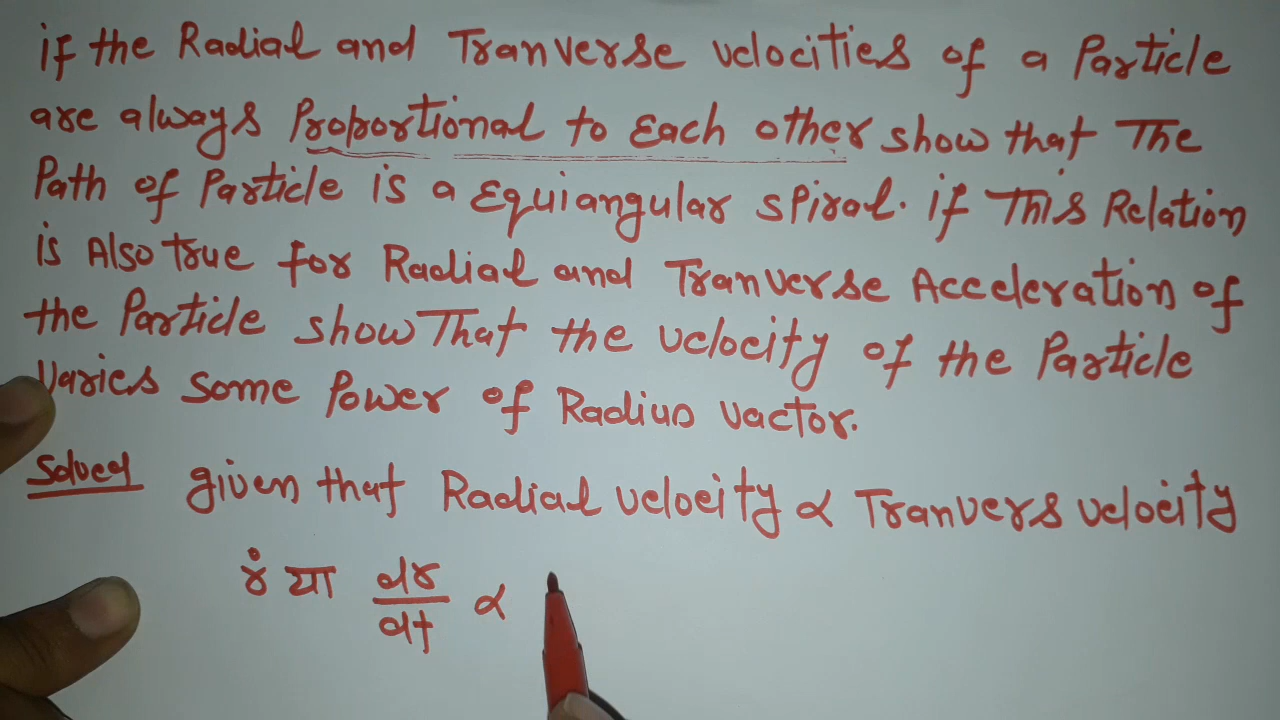 if the Radial and Tranverse velocities of a Particle
are always Proportional to Each other show that The
Path of Particle is a Equiangular spiral. if This Relation
is Also true for Radial and Tranverse Acceleration of
the Particle show That the velocity of the Particle
Varies some Power of Radius vactor.
Solved given that Radial velocity ∝ Tranvers velocity
ṙ या dr/dt ∝